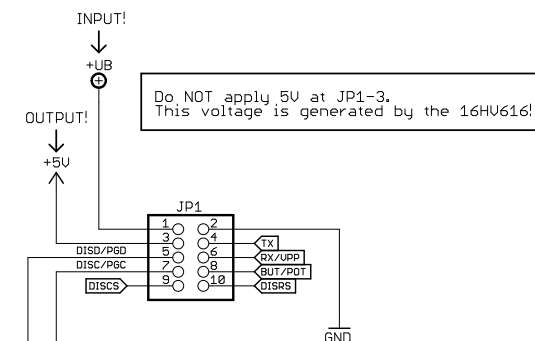 INPUT!
+UB
Do NOT apply 5V at JP1-3.
This voltage is generated by the 16HV616!
OUTPUT!
+5V
JP1
1 2
3 4 TX
DISD/PGD 5 6 RX/VPP
DISC/PGC 7 8 BUT/POT
DISCS 9 10 DISRS
GND